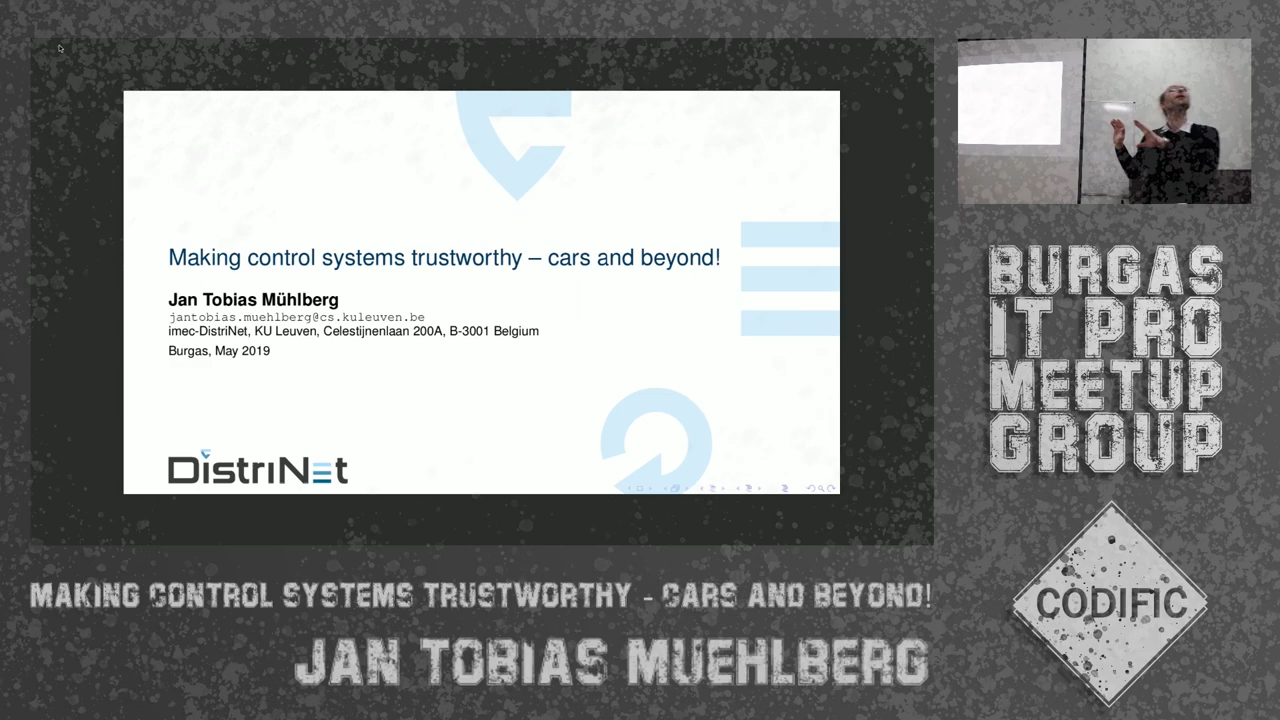 Making control systems trustworthy – cars and beyond!
Jan Tobias Mühlberg
jantobias.muehlberg@cs.kuleuven.be
imec-DistriNet, KU Leuven, Celestijnenlaan 200A, B-3001 Belgium
Burgas, May 2019
DistriNet
BURGAS
IT PRO
MEETUP
GROUP
CODIFIC
MAKING CONTROL SYSTEMS TRUSTWORTHY - CARS AND BEYOND!
JAN TOBIAS MUEHLBERG